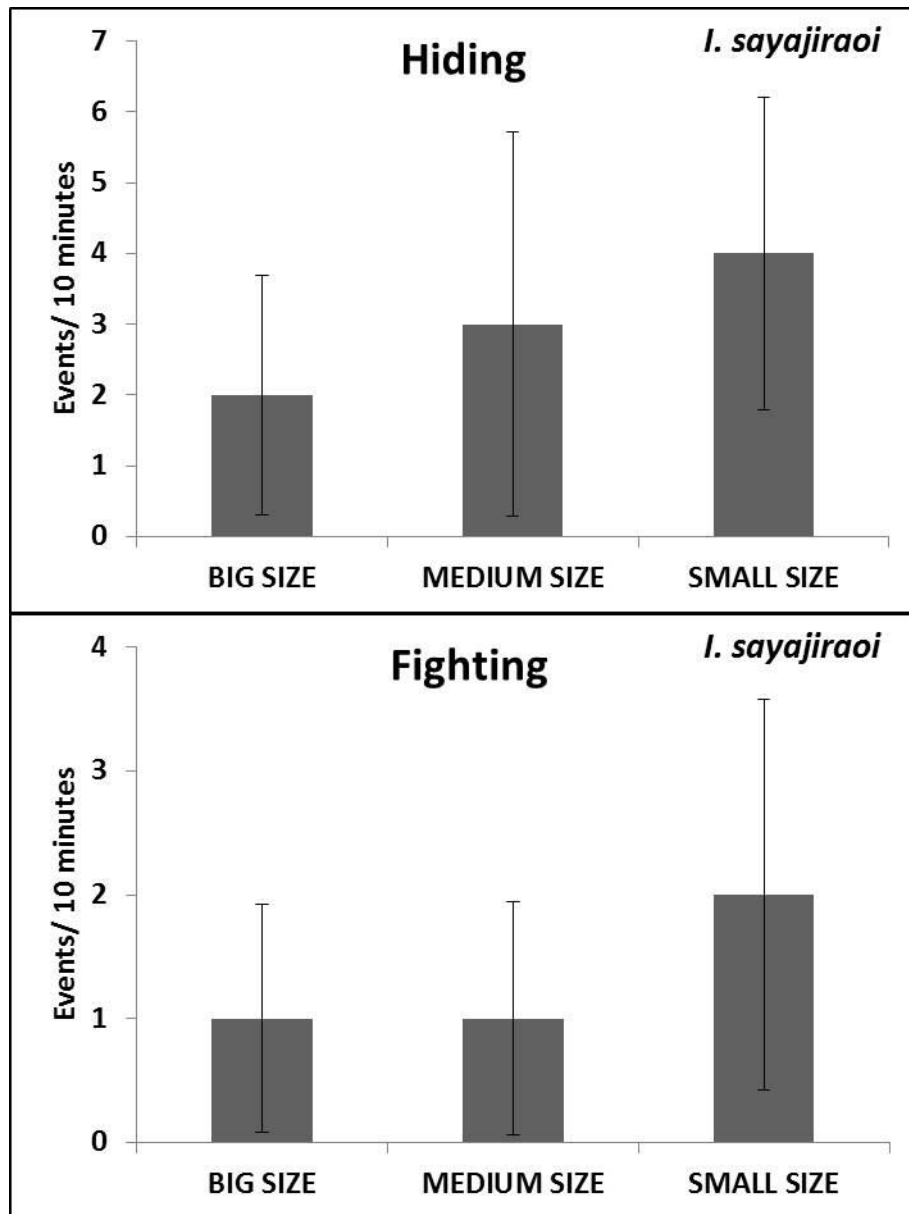 Hiding
I. sayajiraoi
Events/ 10 minutes
7
6
5
4
3
2
1
0
BIG SIZE MEDIUM SIZE SMALL SIZE
Fighting
I. sayajiraoi
Events/ 10 minutes
4
3
2
1
0
BIG SIZE MEDIUM SIZE SMALL SIZE